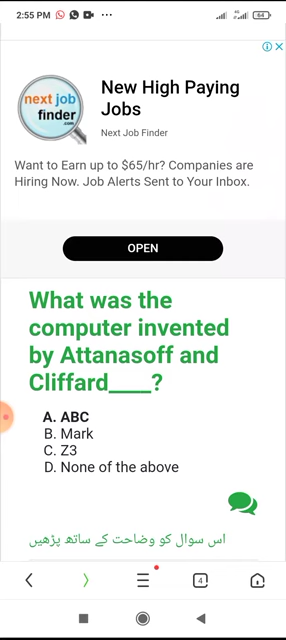 2:55 PM
4G
64
next job
finder
.com
New High Paying
Jobs
Next Job Finder
Want to Earn up to $65/hr? Companies are
Hiring Now. Job Alerts Sent to Your Inbox.
OPEN
What was the
computer invented
by Attanasoff and
Cliffard____?
A. ABC
B. Mark
C. Z3
D. None of the above
اس سوال کو وضاحت کے ساتھ پڑھیں
4